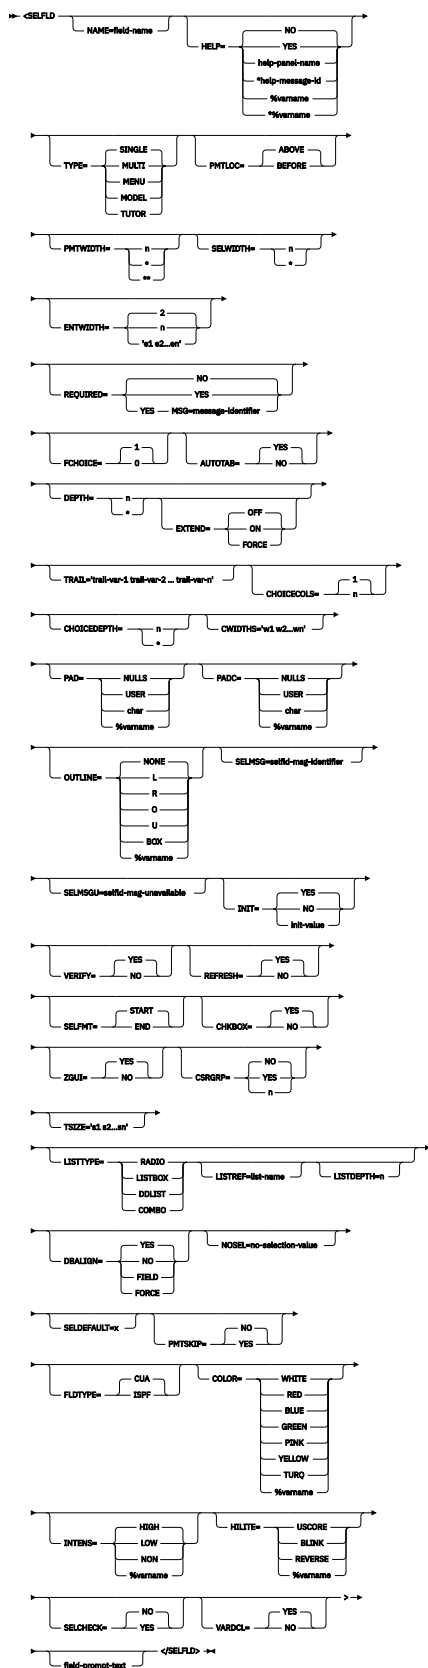 <SELFLD
NAME=field-name
NO
HELP= YES
help-panel-name
*help-message-id
%varname
*%varname
SINGLE ABOVE
TYPE= MULTI PMTLOC= BEFORE
MENU
MODEL
TUTOR
PMTWIDTH= n SELWIDTH= n
* *
**
2
ENTWIDTH= n
'e1 e2...en'
NO
REQUIRED= YES
YES MSG=message-identifier
1 YES
FCHOICE= 0 AUTOTAB= NO
DEPTH= n OFF
* EXTEND= ON
FORCE
TRAIL='trail-var-1 trail-var-2 ... trail-var-n' 1
CHOICECOLS= n
CHOICEDEPTH= n CWIDTHS='w1 w2...wn'
*
PAD= NULLS PADC= NULLS
USER USER
char char
%varname %varname
NONE SELMSG=selfld-msg-identifier
OUTLINE= L
R
O
U
BOX
%varname
SELMSGU=selfld-msg-unavailable YES
INIT= NO
init-value
YES YES
VERIFY= NO REFRESH= NO
START YES
SELFMT= END CHKBOX= NO
YES NO
ZGUI= NO CSRGRP= YES
n
TSIZE='s1 s2...sn'
LISTTYPE= RADIO LISTREF=list-name LISTDEPTH=n
LISTBOX
DDLIST
COMBO
YES NOSEL=no-selection-value
DBALIGN= NO
FIELD
FORCE
SELDEFAULT=x NO
PMTSKIP= YES
CUA COLOR= WHITE
FLDTYPE= ISPF RED
BLUE
GREEN
PINK
YELLOW
TURQ
%varname
HIGH HILITE= USCORE
INTENS= LOW BLINK
NON REVERSE
%varname %varname
NO YES >
SELCHECK= YES VARDCL= NO
</SELFLD>
field-prompt-text